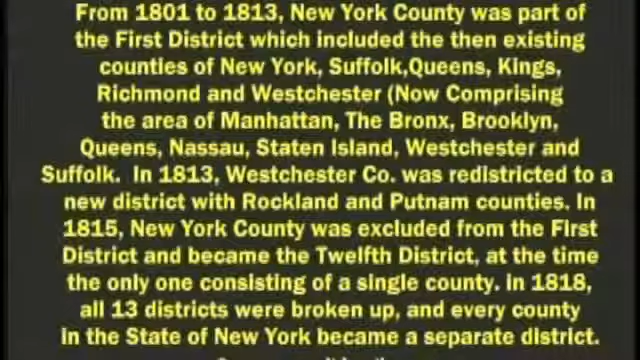 From 1801 to 1813, New York County was part of
the First District which included the then existing
counties of New York, Suffolk,Queens, Kings,
Richmond and Westchester (Now Comprising
the area of Manhattan, The Bronx, Brooklyn,
Queens, Nassau, Staten Island, Westchester and
Suffolk. In 1813, Westchester Co. was redistricted to a
new district with Rockland and Putnam counties. In
1815, New York County was excluded from the First
District and became the Twelfth District, at the time
the only one consisting of a single county. In 1818,
all 13 districts were broken up, and every county
in the State of New York became a separate district.